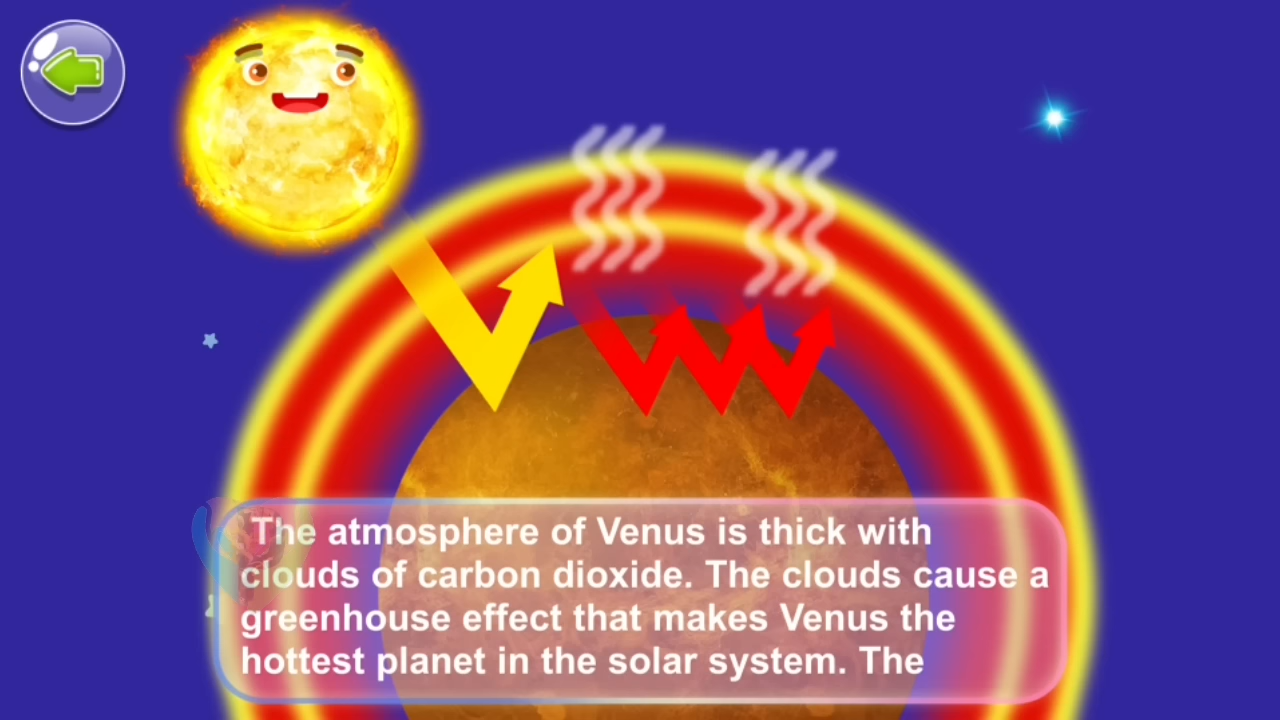 The atmosphere of Venus is thick with
clouds of carbon dioxide. The clouds cause a
greenhouse effect that makes Venus the
hottest planet in the solar system. The